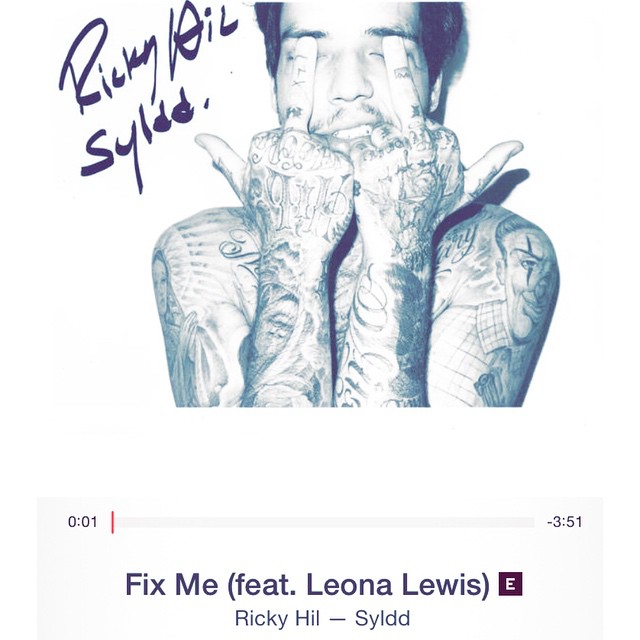 Ricky Hil
Syldd.
0:01 -3:51
Fix Me (feat. Leona Lewis) E
Ricky Hil — Syldd